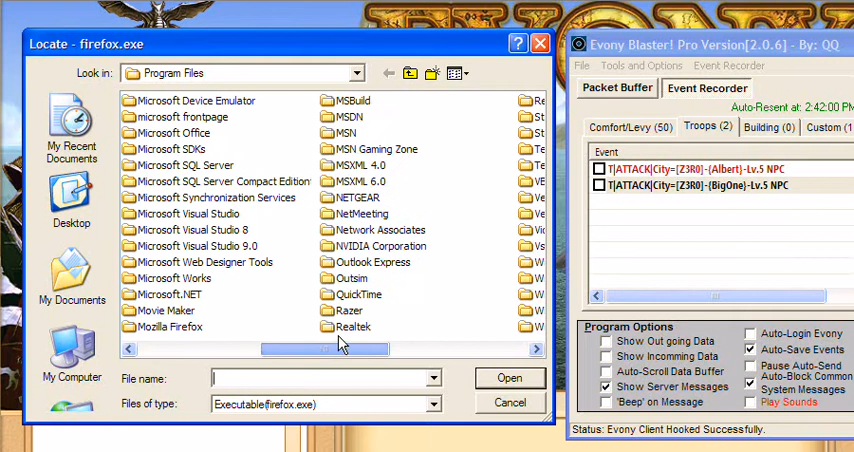 Locate - firefox.exe
Look in: Program Files
My Recent Documents
Desktop
My Documents
My Computer
Microsoft Device Emulator
microsoft frontpage
Microsoft Office
Microsoft SDKs
Microsoft SQL Server
Microsoft SQL Server Compact Edition
Microsoft Synchronization Services
Microsoft Visual Studio
Microsoft Visual Studio 8
Microsoft Visual Studio 9.0
Microsoft Web Designer Tools
Microsoft Works
Microsoft.NET
Movie Maker
Mozilla Firefox
MSBuild
MSDN
MSN
MSN Gaming Zone
MSXML 4.0
MSXML 6.0
NETGEAR
NetMeeting
Network Associates
NVIDIA Corporation
Outlook Express
Outsim
QuickTime
Razer
Realtek
File name:
Open
Files of type: Executable(firefox.exe)
Cancel
Evony Blaster! Pro Version[2.0.6] - By: QQ
File Tools and Options Event Recorder
Packet Buffer Event Recorder
Auto-Resent at: 2:42:00 PM
Comfort/Levy (50) Troops (2) Building (0) Custom (1
Event
T|ATTACK|City=[Z3R0]-{Albert}-Lv.5 NPC
T|ATTACK|City=[Z3R0]-{BigOne}-Lv.5 NPC
Program Options
Show Out going Data
Show Incomming Data
Auto-Scroll Data Buffer
Show Server Messages
'Beep' on Message
Auto-Login Evony
Auto-Save Events
Pause Auto-Send
Auto-Block Common
System Messages
Play Sounds
Status: Evony Client Hooked Successfully.